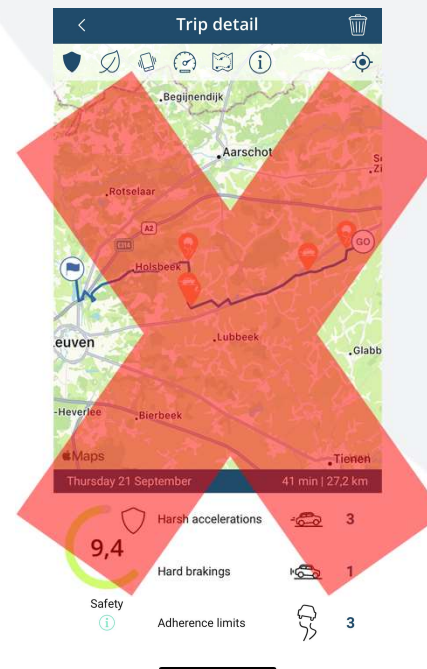 Trip detail
Begijnendijk
Aarschot
Rotselaar
A2
GO
Holsbeek
euven
Lubbeek
Glabb
-Heverlee
Bierbeek
Maps
Tienen
Thursday 21 September 41 min | 27,2 km
Harsh accelerations 3
9,4
Hard brakings 1
Safety
Adherence limits 3